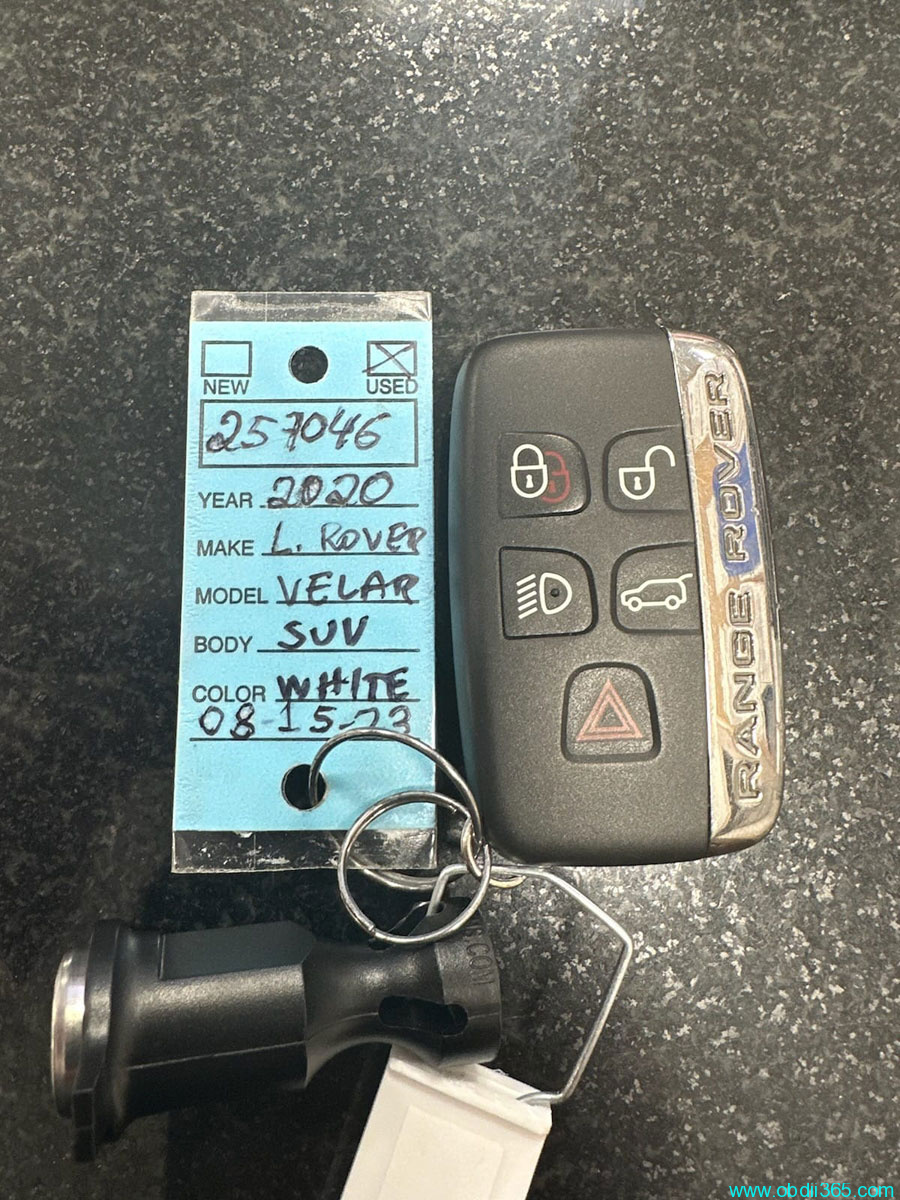 NEW USED
257046
YEAR 2020
MAKE L. ROVER
MODEL VELAR
BODY SUV
COLOR WHITE
08-15-23
RANGE ROVER
www.obdii365.com